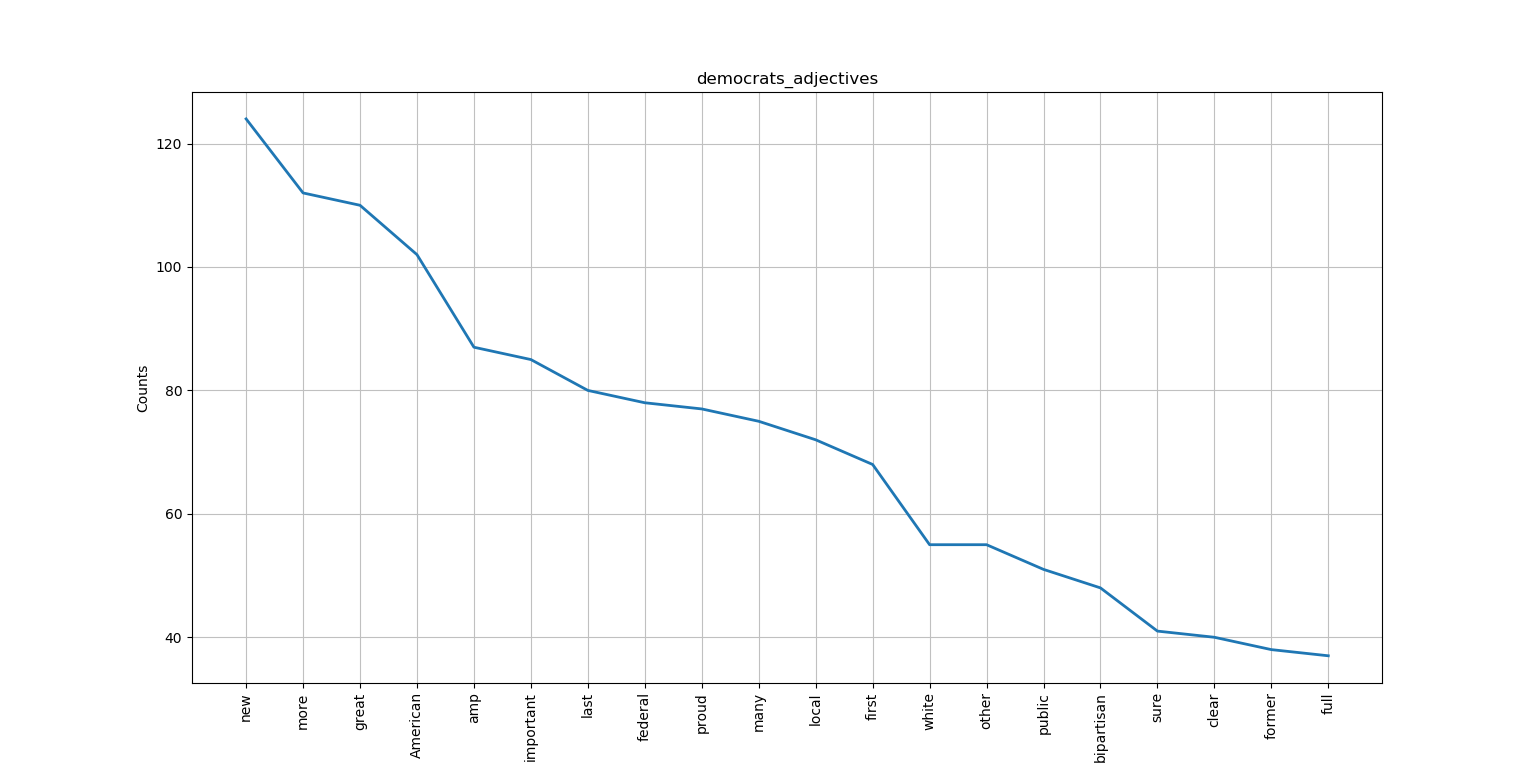 democrats_adjectives
120
100
80
60
40
Counts
new
more
great
American
amp
important
last
federal
proud
many
local
first
white
other
public
bipartisan
sure
clear
former
full